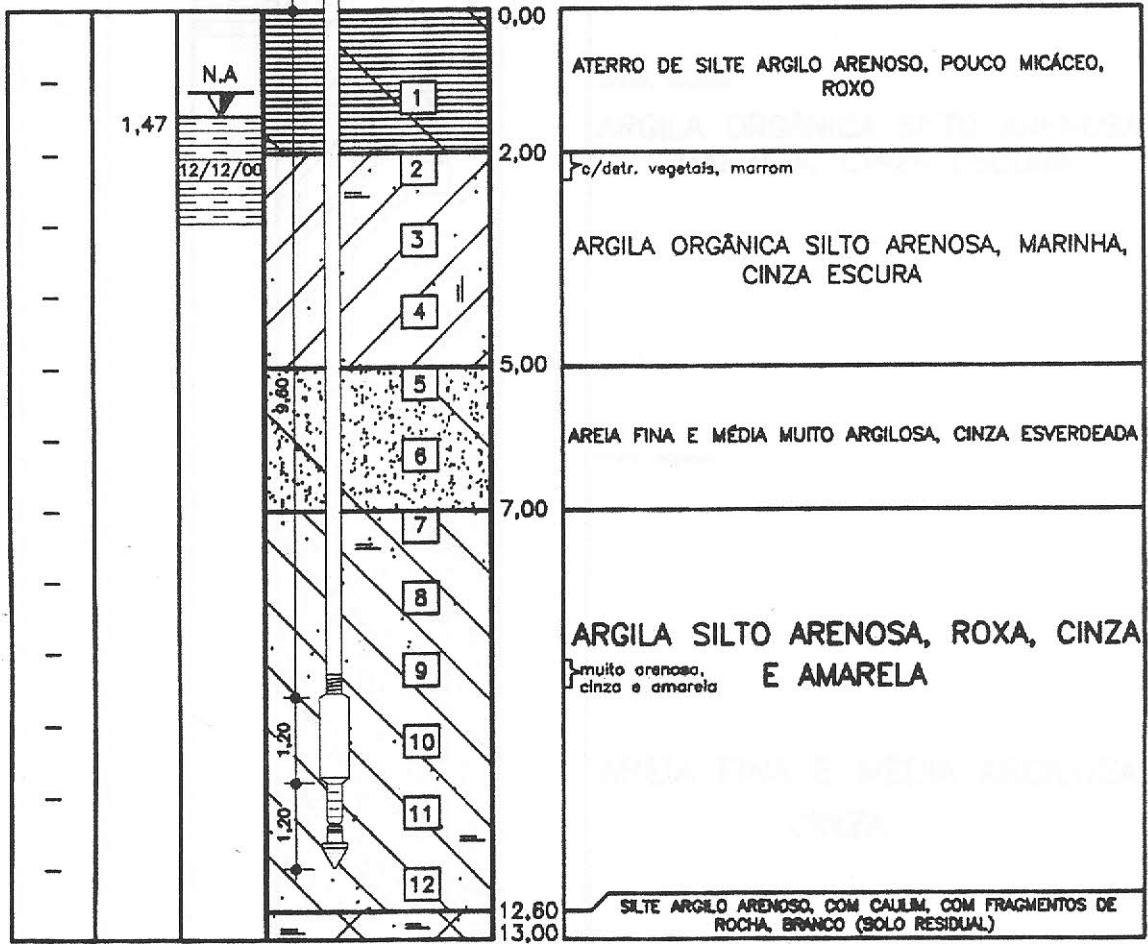 0,00
ATERRO DE SILTE ARGILO ARENOSO, POUCO MICÁCEO,
ROXO
N.A
1
1,47
2,00
12/12/00
2
c/detr. vegetais, marrom
3
ARGILA ORGÂNICA SILTO ARENOSA, MARINHA,
CINZA ESCURA
4
5,00
5
9,60
AREIA FINA E MÉDIA MUITO ARGILOSA, CINZA ESVERDEADA
6
7,00
7
8
ARGILA SILTO ARENOSA, ROXA, CINZA
E AMARELA
9
muito arenosa,
cinza e amarela
10
1,20
11
1,20
12
12,60
SILTE ARGILO ARENOSO, COM CAULIM, COM FRAGMENTOS DE
ROCHA, BRANCO (SOLO RESIDUAL)
13,00